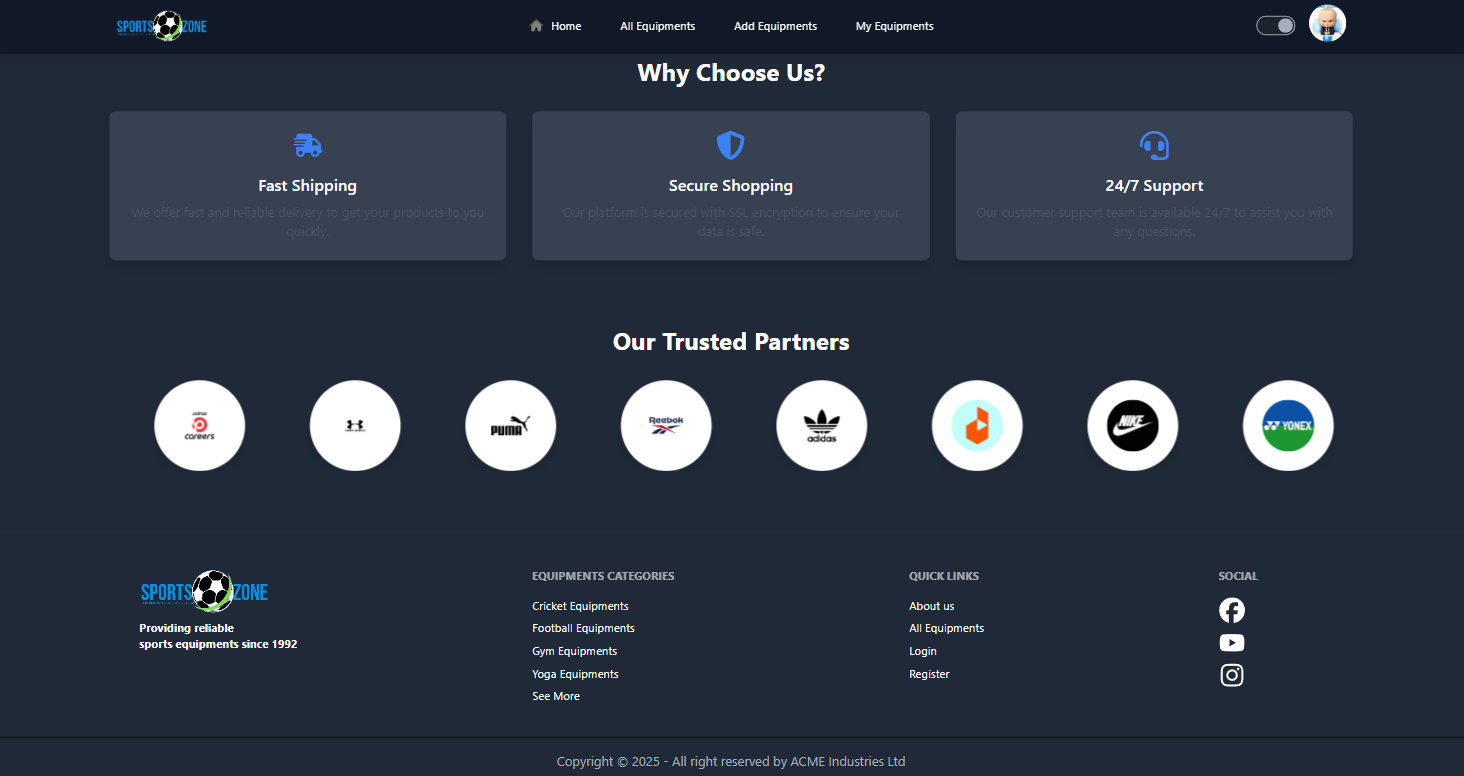 SPORTS ZONE
Home
All Equipments
Add Equipments
My Equipments
Why Choose Us?
Fast Shipping
We offer fast and reliable delivery to get your products to you
quickly.
Secure Shopping
Our platform is secured with SSL encryption to ensure your
data is safe.
24/7 Support
Our customer support team is available 24/7 to assist you with
any questions.
Our Trusted Partners
careers
PUMA
Reebok
adidas
NIKE
YONEX
SPORTS ZONE
Providing reliable
sports equipments since 1992
EQUIPMENTS CATEGORIES
Cricket Equipments
Football Equipments
Gym Equipments
Yoga Equipments
See More
QUICK LINKS
About us
All Equipments
Login
Register
SOCIAL
Copyright © 2025 - All right reserved by ACME Industries Ltd